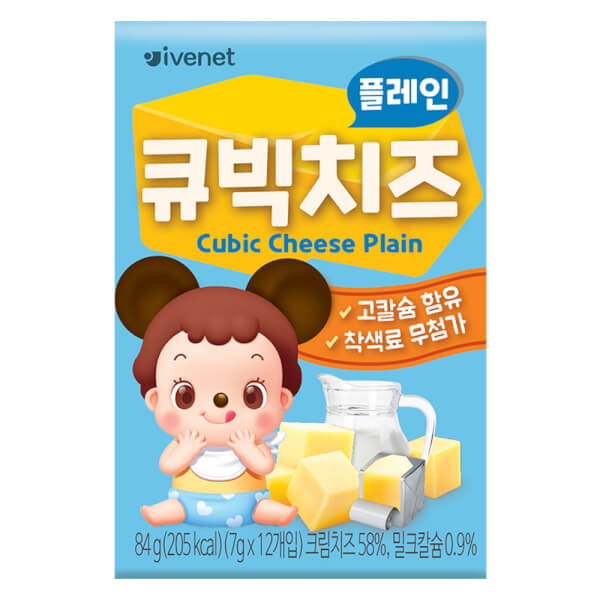 ivenet
플레인
큐빅치즈
Cubic Cheese Plain
✓ 고칼슘 함유
✓ 착색료 무첨가
84g(205 kcal)(7g x 12개입) 크림치즈 58%, 밀크칼슘 0.9%